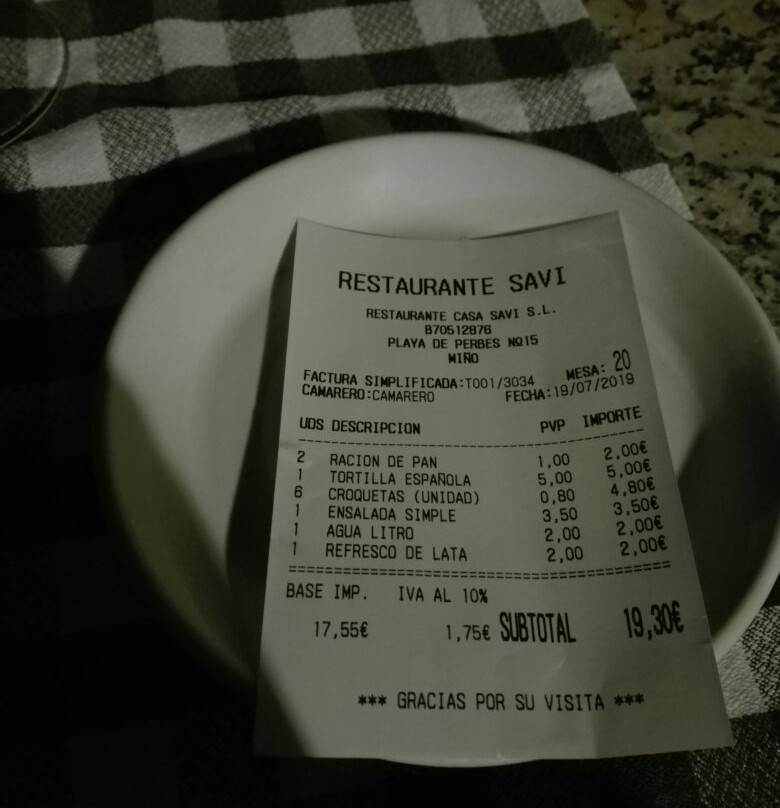 RESTAURANTE SAVI
RESTAURANTE CASA SAVI S.L.
B70512876
PLAYA DE PERBES Nº15
MIÑO
FACTURA SIMPLIFICADA:T001/3034 MESA: 20
CAMARERO:CAMARERO FECHA:19/07/2019
UDS DESCRIPCION PVP IMPORTE
2 RACION DE PAN 1,00 2,00€
1 TORTILLA ESPAÑOLA 5,00 5,00€
6 CROQUETAS (UNIDAD) 0,80 4,80€
1 ENSALADA SIMPLE 3,50 3,50€
1 AGUA LITRO 2,00 2,00€
1 REFRESCO DE LATA 2,00 2,00€
BASE IMP. IVA AL 10%
17,55€ 1,75€ SUBTOTAL 19,30€
*** GRACIAS POR SU VISITA ***